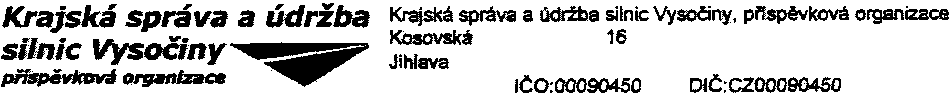 Krajská správa a údržba
silnic Vysočiny
příspěvková organizace
Krajská správa a údržba silnic Vysočiny, příspěvková organizace
Kosovská 16
Jihlava
IČO:00090450 DIČ:CZ00090450